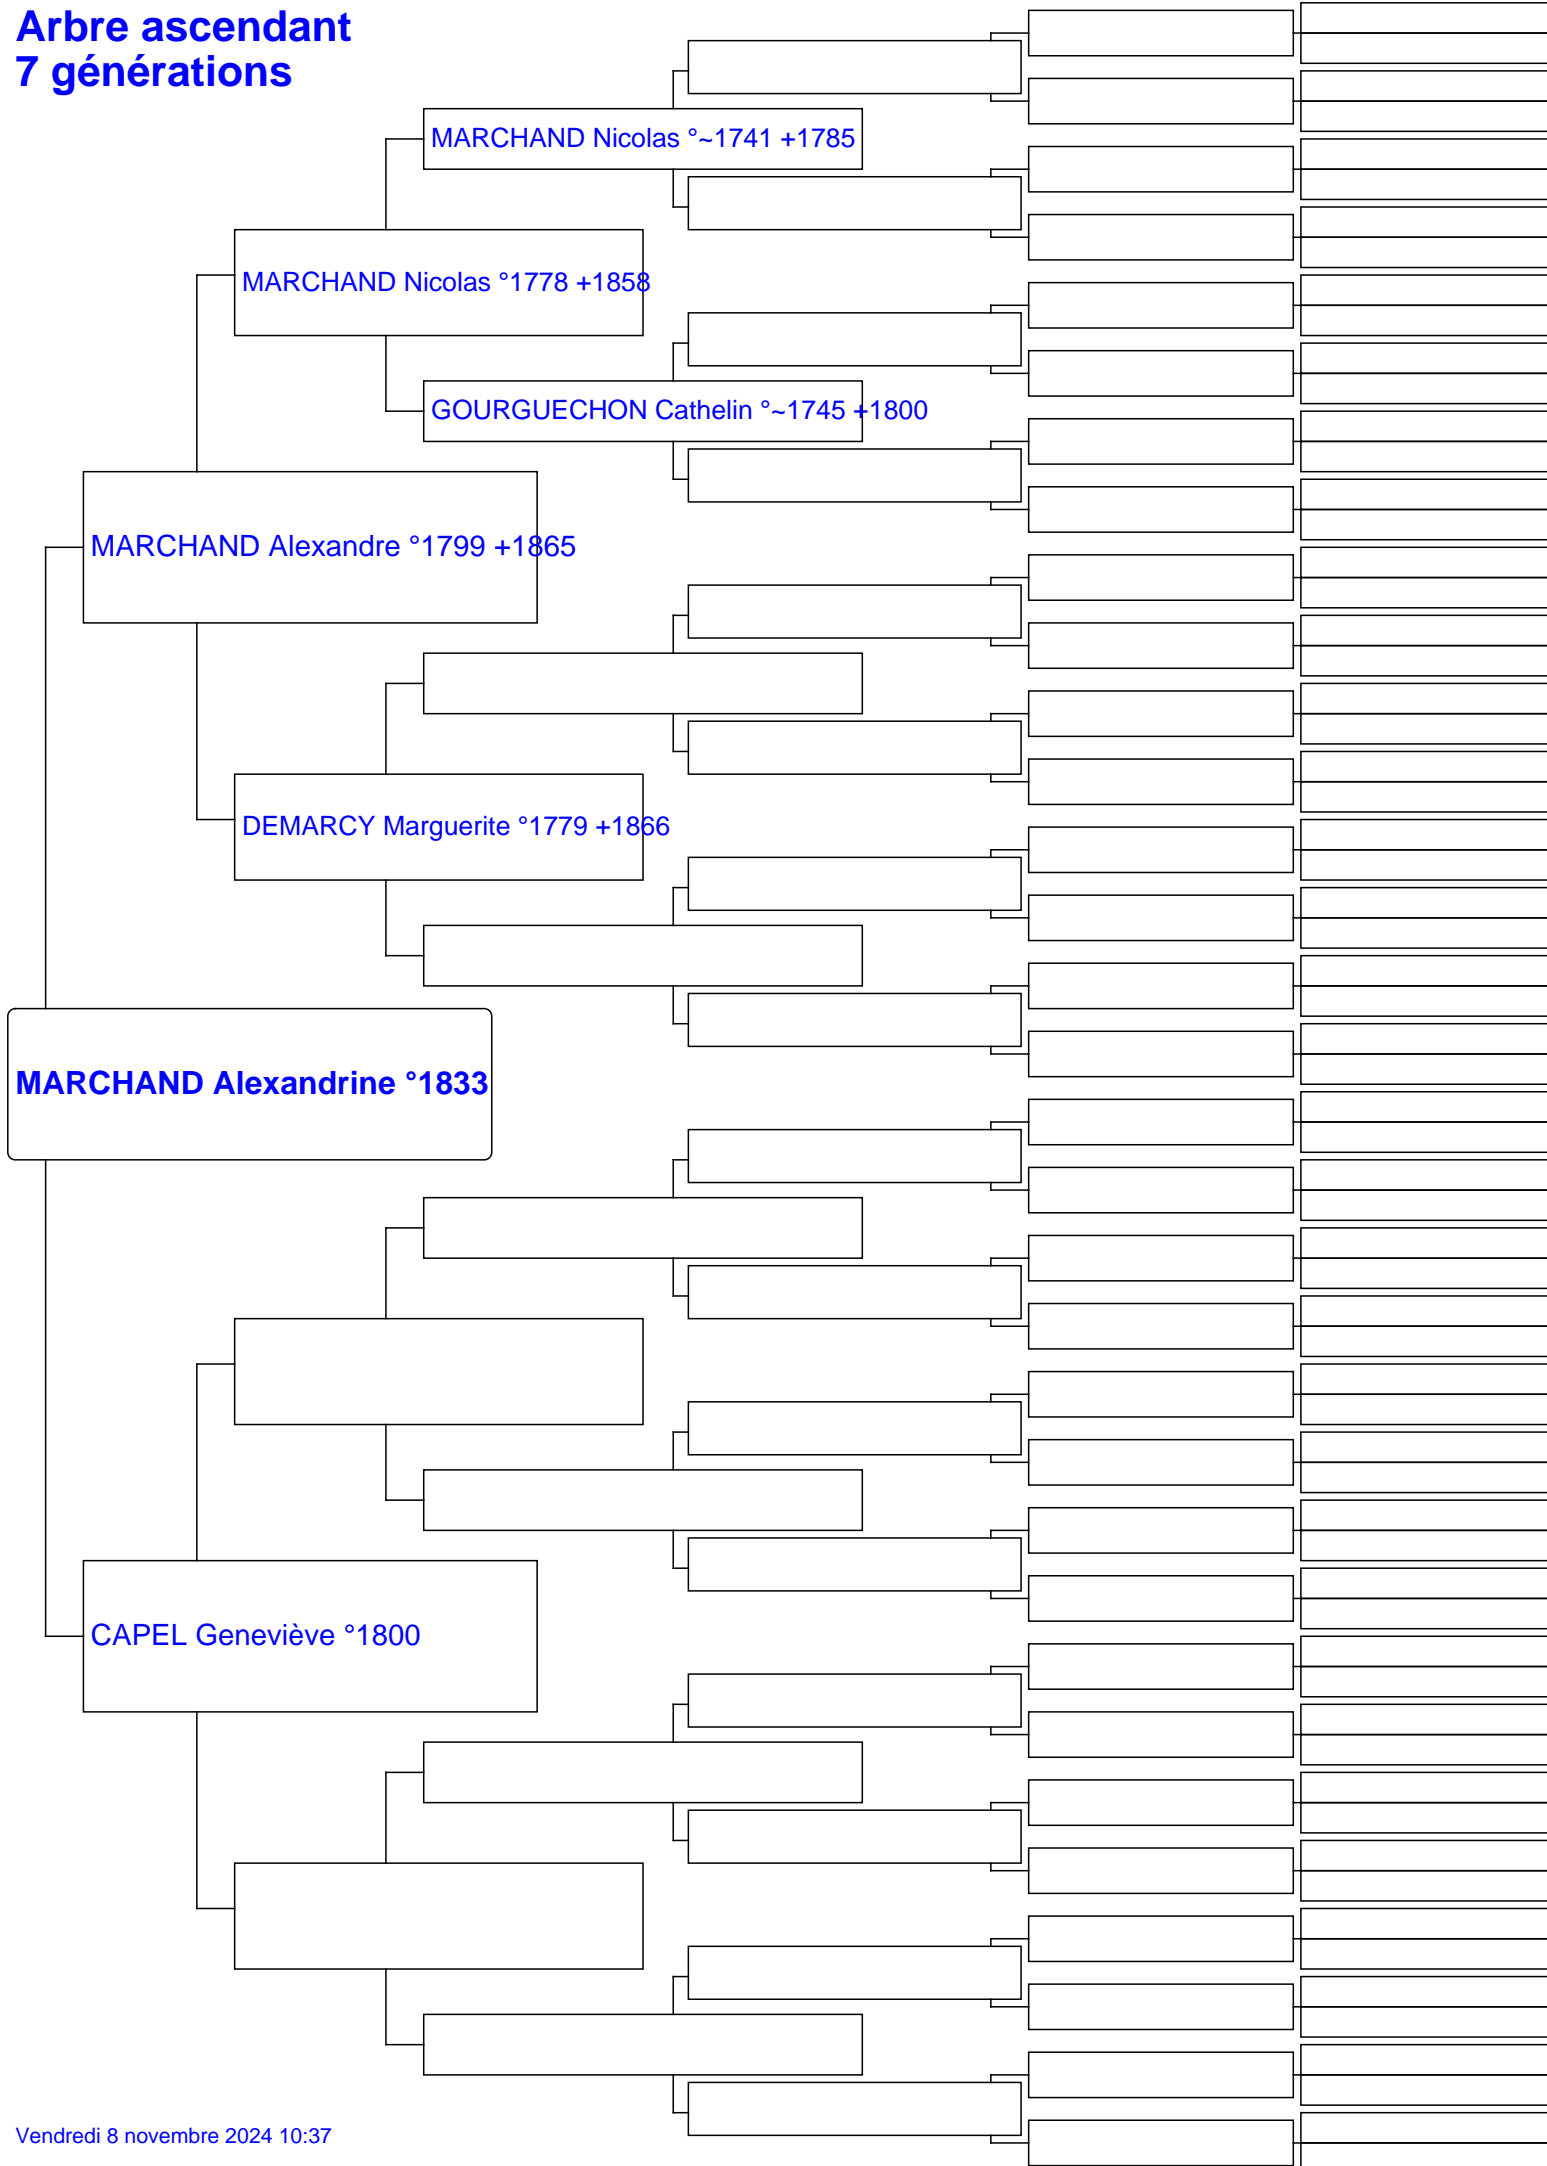 Arbre ascendant
7 générations
MARCHAND Nicolas °~1741 +1785
MARCHAND Nicolas °1778 +1858
GOURGUECHON Cathelin °~1745 +1800
MARCHAND Alexandre °1799 +1865
DEMARCY Marguerite °1779 +1866
MARCHAND Alexandrine °1833
CAPEL Geneviève °1800
Vendredi 8 novembre 2024 10:37